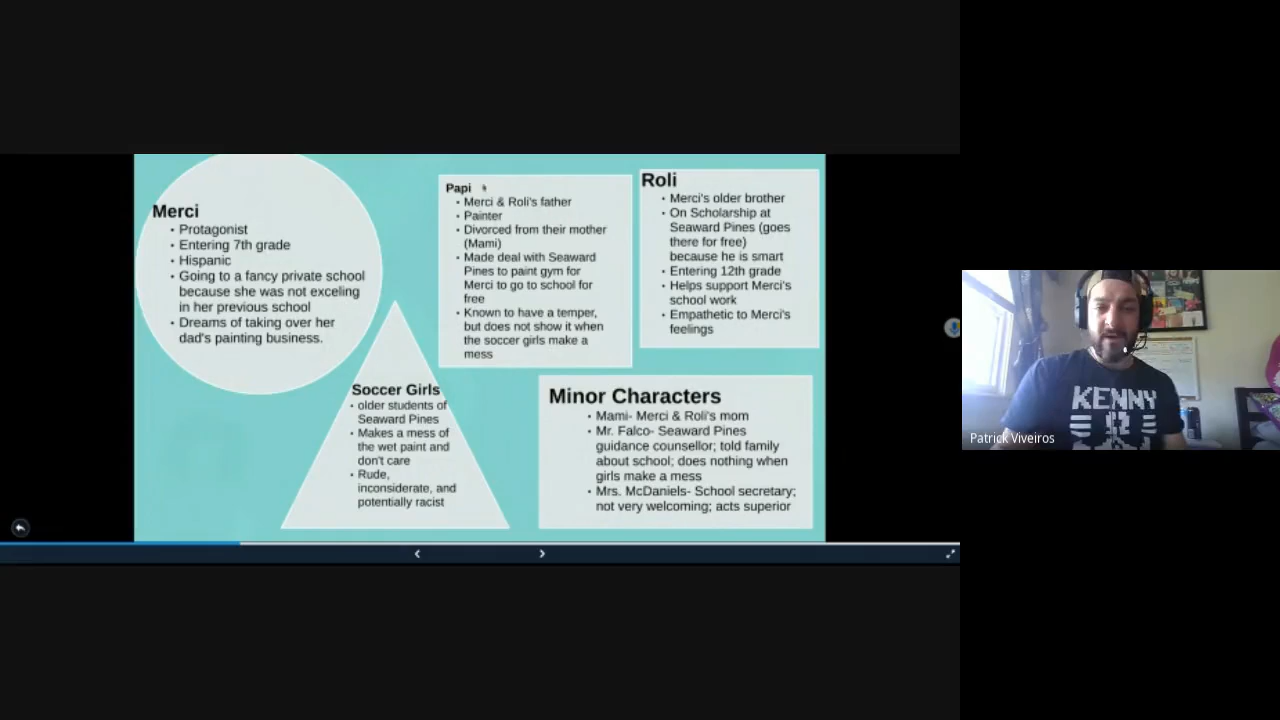 Merci
• Protagonist
• Entering 7th grade
• Hispanic
• Going to a fancy private school
because she was not exceling
in her previous school
• Dreams of taking over her
dad's painting business.
Papi
• Merci & Roli's father
• Painter
• Divorced from their mother
(Mami)
• Made deal with Seaward
Pines to paint gym for
Merci to go to school for
free
• Known to have a temper,
but does not show it when
the soccer girls make a
mess
Roli
• Merci's older brother
• On Scholarship at
Seaward Pines (goes
there for free)
because he is smart
• Entering 12th grade
• Helps support Merci's
school work
• Empathetic to Merci's
feelings
Soccer Girls
• older students of
Seaward Pines
• Makes a mess of
the wet paint and
don't care
• Rude,
inconsiderate, and
potentially racist
Minor Characters
• Mami- Merci & Roli's mom
• Mr. Falco- Seaward Pines
guidance counsellor; told family
about school; does nothing when
girls make a mess
• Mrs. McDaniels- School secretary;
not very welcoming; acts superior
KENNY
Patrick Viveiros